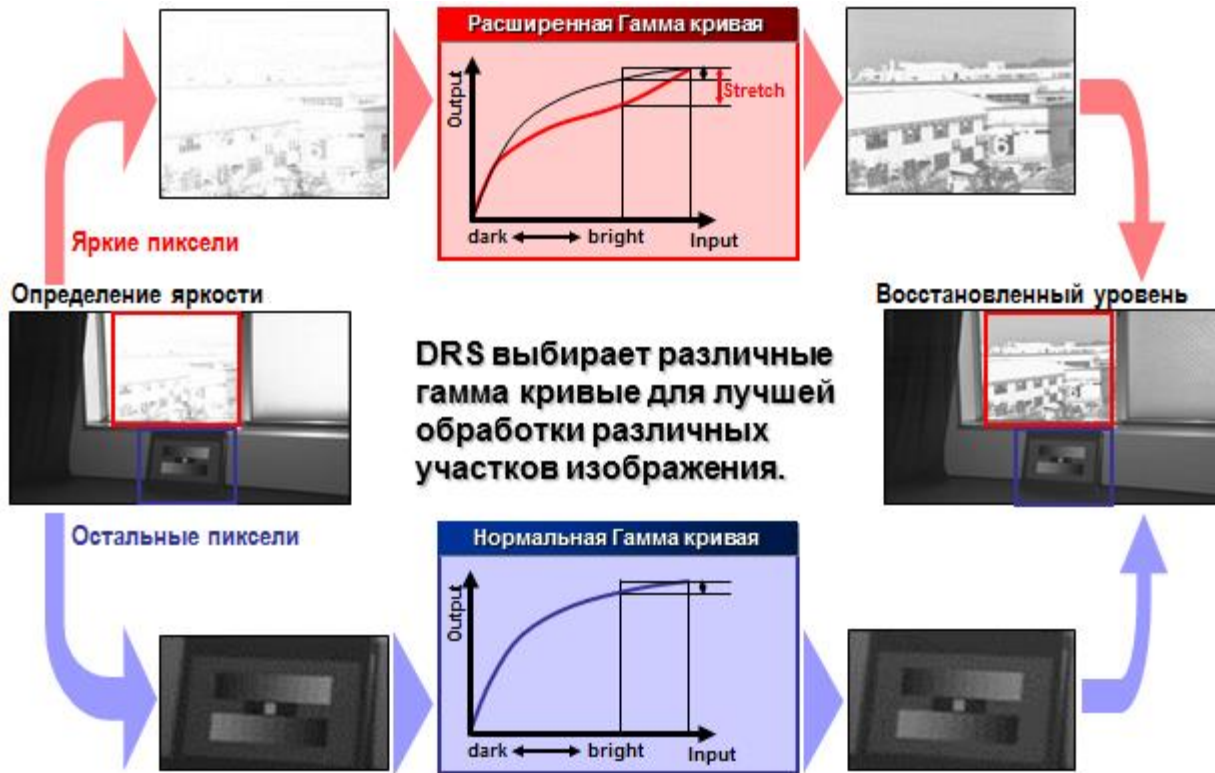 Расширенная Гамма кривая
Output
Stretch
dark bright Input
Яркие пиксели
Определение яркости
Восстановленный уровень
DRS выбирает различные
гамма кривые для лучшей
обработки различных
участков изображения.
Остальные пиксели
Нормальная Гамма кривая
Output
dark bright Input